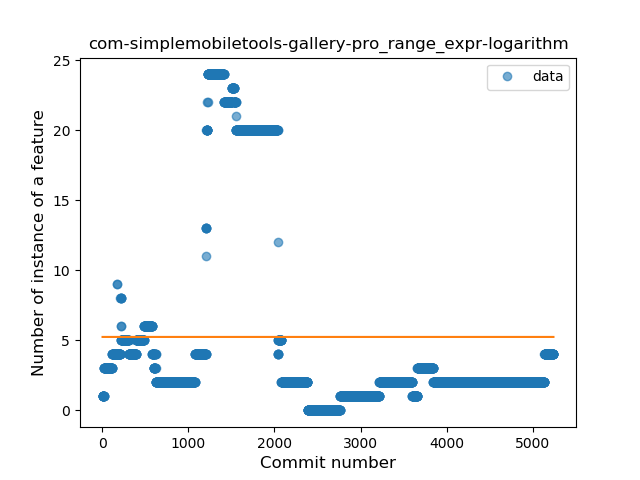 com-simplemobiletools-gallery-pro_range_expr-logarithm
data
Number of instance of a feature
25
20
15
10
5
0
0 1000 2000 3000 4000 5000
Commit number